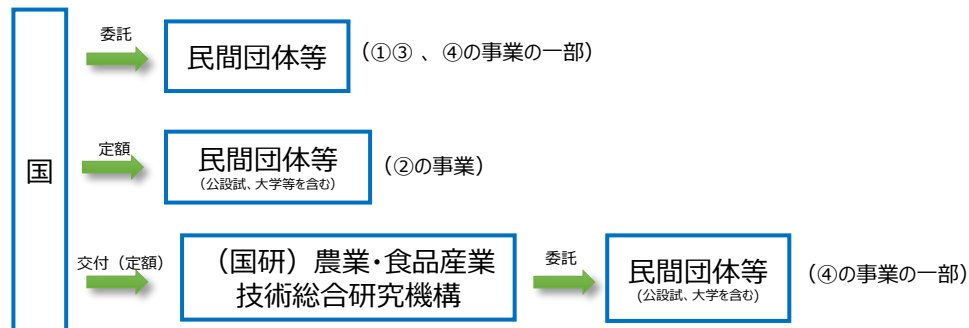 国
委託
民間団体等
（①③ 、④の事業の一部）
定額
民間団体等
（公設試、大学等を含む）
（②の事業）
交付（定額）
（国研）農業・食品産業
技術総合研究機構
委託
民間団体等
（公設試、大学を含む）
（④の事業の一部）